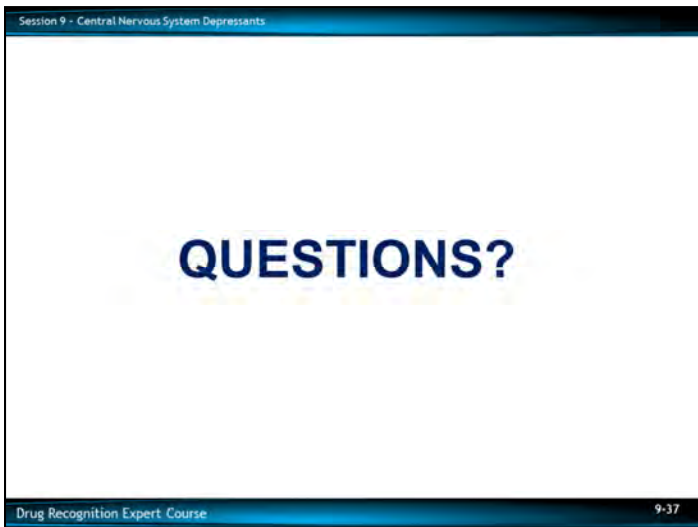 Session 9 - Central Nervous System Depressants
QUESTIONS?
Drug Recognition Expert Course
9-37